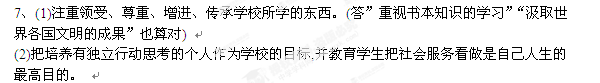 7、(1)注重领受、尊重、增进、传承学校所学的东西。(答”重视书本知识的学习”“汲取世
界各国文明的成果”也算对)
(2)把培养有独立行动思考的个人作为学校的目标,并教育学生把社会服务看做是自己人生的
最高目的。